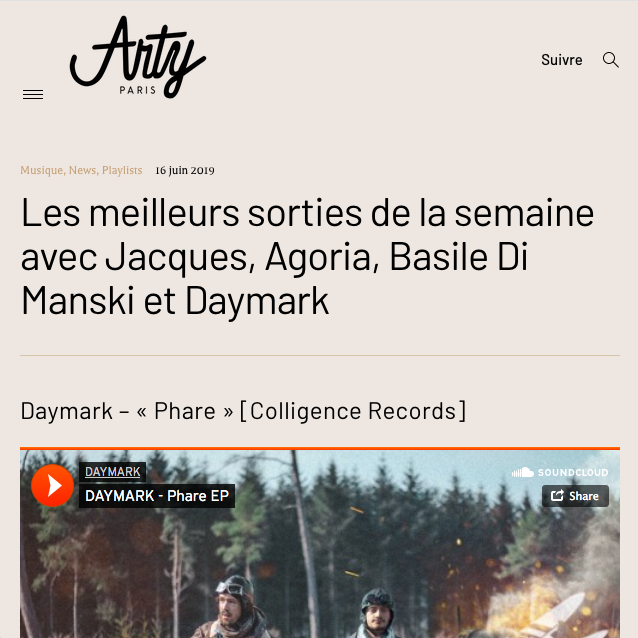 Arty
PARIS
Suivre
Musique, News, Playlists 16 juin 2019
Les meilleurs sorties de la semaine
avec Jacques, Agoria, Basile Di
Manski et Daymark
Daymark – « Phare » [Colligence Records]
DAYMARK
SOUNDCLOUD
DAYMARK - Phare EP
Share